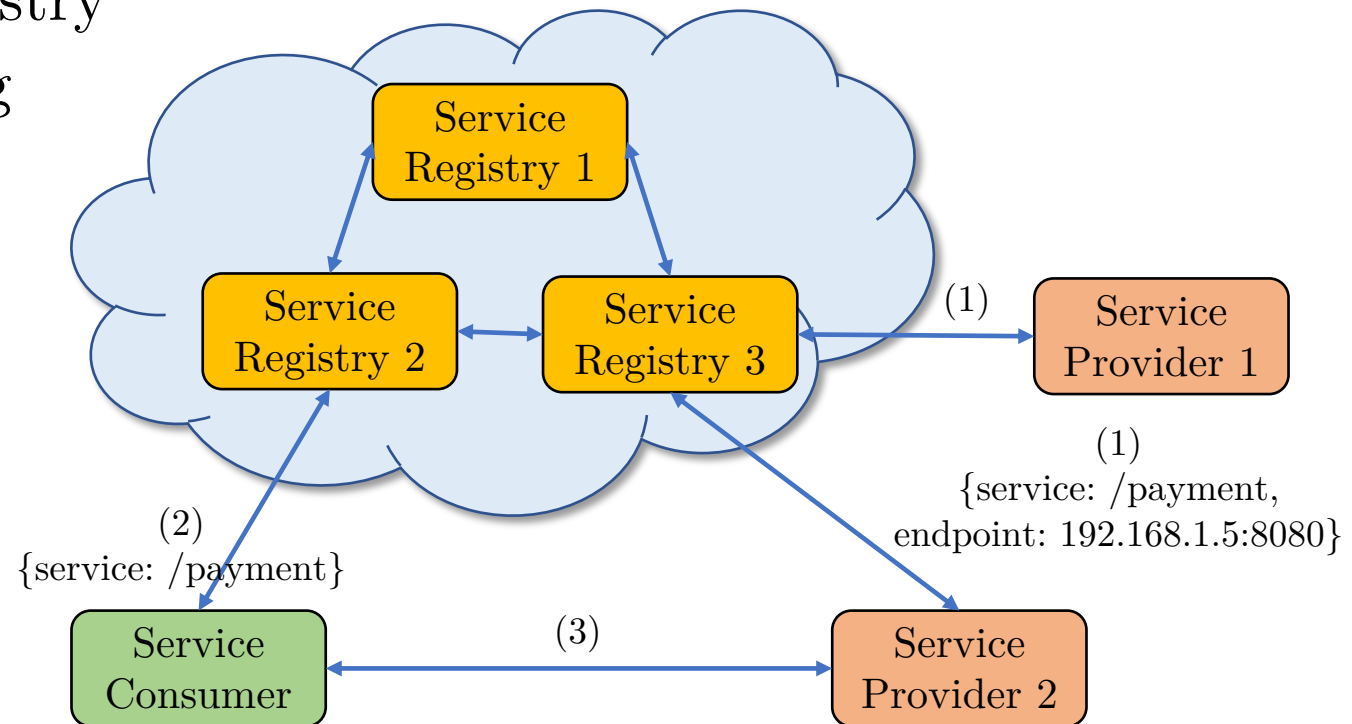 istry
g
Service
Registry 1
Service
Registry 2
Service
Registry 3
(1)
Service
Provider 1
(1)
{service: /payment,
endpoint: 192.168.1.5:8080}
(2)
{service: /payment}
Service
Consumer
(3)
Service
Provider 2